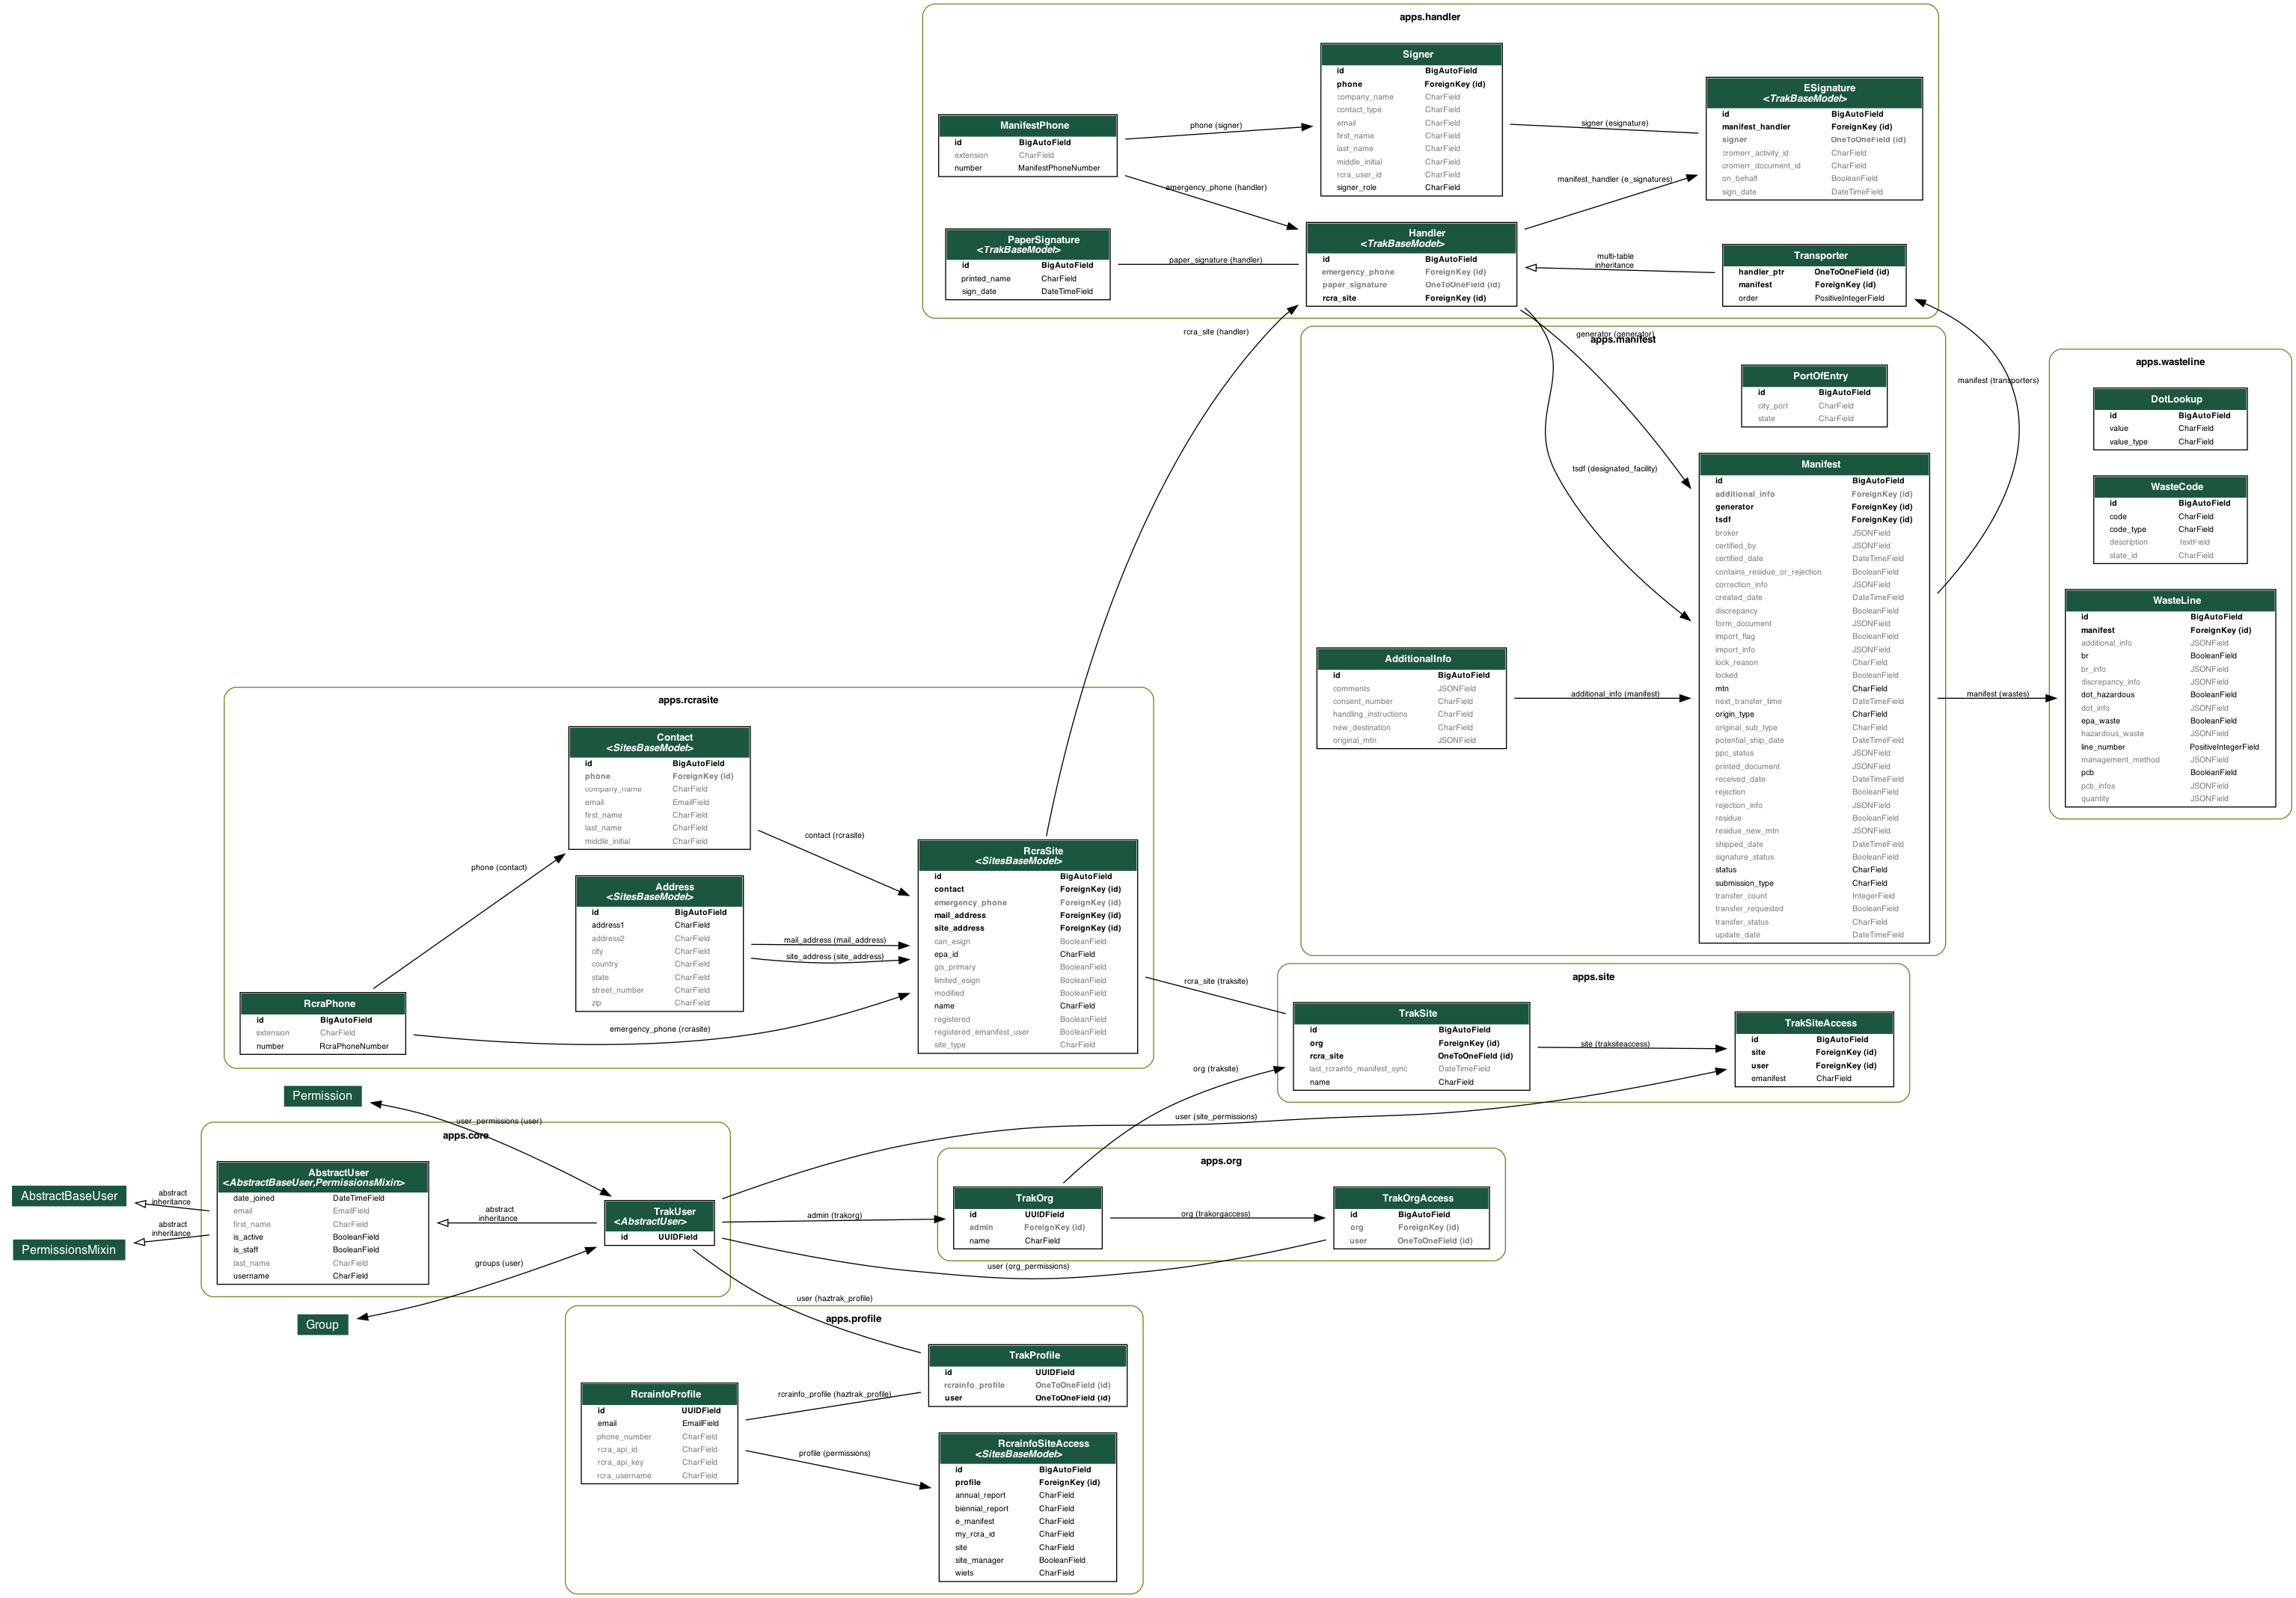 apps.handler
Signer
id BigAutoField
phone ForeignKey (id)
company_name CharField
contact_type CharField
email CharField
first_name CharField
last_name CharField
middle_initial CharField
rcra_user_id CharField
signer_role CharField
ESignature
<TrakBaseModel>
id BigAutoField
manifest_handler ForeignKey (id)
signer OneToOneField (id)
cromerr_activity_id CharField
cromerr_document_id CharField
on_behalf BooleanField
sign_date DateTimeField
ManifestPhone
id BigAutoField
extension CharField
number ManifestPhoneNumber
phone (signer)
signer (esignature)
emergency_phone (handler)
manifest_handler (e_signatures)
PaperSignature
<TrakBaseModel>
id BigAutoField
printed_name CharField
sign_date DateTimeField
paper_signature (handler)
Handler
<TrakBaseModel>
id BigAutoField
emergency_phone ForeignKey (id)
paper_signature OneToOneField (id)
rcra_site ForeignKey (id)
multi-table
inheritance
Transporter
handler_ptr OneToOneField (id)
manifest ForeignKey (id)
order PositiveIntegerField
rcra_site (handler)
generator (generator)
apps.manifest
PortOfEntry
id BigAutoField
city_port CharField
state CharField
manifest (transporters)
tsdf (designated_facility)
Manifest
id BigAutoField
additional_info ForeignKey (id)
generator ForeignKey (id)
tsdf ForeignKey (id)
broker JSONField
certified_by JSONField
certified_date DateTimeField
contains_residue_or_rejection BooleanField
correction_info JSONField
created_date DateTimeField
discrepancy BooleanField
form_document JSONField
import_flag BooleanField
import_info JSONField
lock_reason CharField
locked BooleanField
mtn CharField
next_transfer_time DateTimeField
origin_type CharField
original_sub_type CharField
potential_ship_date DateTimeField
ppc_status JSONField
printed_document JSONField
received_date DateTimeField
rejection BooleanField
rejection_info JSONField
residue BooleanField
residue_new_mtn JSONField
shipped_date DateTimeField
signature_status BooleanField
status CharField
submission_type CharField
transfer_count IntegerField
transfer_requested BooleanField
transfer_status CharField
update_date DateTimeField
AdditionalInfo
id BigAutoField
comments JSONField
consent_number CharField
handling_instructions CharField
new_destination CharField
original_mtn JSONField
additional_info (manifest)
manifest (wastes)
apps.wasteline
DotLookup
id BigAutoField
value CharField
value_type CharField
WasteCode
id BigAutoField
code CharField
code_type CharField
description TextField
state_id CharField
WasteLine
id BigAutoField
manifest ForeignKey (id)
additional_info JSONField
br BooleanField
br_info JSONField
discrepancy_info JSONField
dot_hazardous BooleanField
dot_info JSONField
epa_waste BooleanField
hazardous_waste JSONField
line_number PositiveIntegerField
management_method JSONField
pcb BooleanField
pcb_infos JSONField
quantity JSONField
apps.rcrasite
Contact
<SitesBaseModel>
id BigAutoField
phone ForeignKey (id)
company_name CharField
email EmailField
first_name CharField
last_name CharField
middle_initial CharField
contact (rcrasite)
phone (contact)
Address
<SitesBaseModel>
id BigAutoField
address1 CharField
address2 CharField
city CharField
country CharField
state CharField
street_number CharField
zip CharField
mail_address (mail_address)
site_address (site_address)
RcraSite
<SitesBaseModel>
id BigAutoField
contact ForeignKey (id)
emergency_phone ForeignKey (id)
mail_address ForeignKey (id)
site_address ForeignKey (id)
can_esign BooleanField
epa_id CharField
gis_primary BooleanField
limited_esign BooleanField
modified BooleanField
name CharField
registered BooleanField
registered_emanifest_user BooleanField
site_type CharField
RcraPhone
id BigAutoField
extension CharField
number RcraPhoneNumber
emergency_phone (rcrasite)
rcra_site (traksite)
apps.site
TrakSite
id BigAutoField
org ForeignKey (id)
rcra_site OneToOneField (id)
last_rcrainfo_manifest_sync DateTimeField
name CharField
site (traksiteaccess)
TrakSiteAccess
id BigAutoField
site ForeignKey (id)
user ForeignKey (id)
emanifest CharField
org (traksite)
user (site_permissions)
Permission
user_permissions (user)
apps.core
AbstractUser
<AbstractBaseUser,PermissionsMixin>
date_joined DateTimeField
email EmailField
first_name CharField
is_active BooleanField
is_staff BooleanField
last_name CharField
username CharField
AbstractBaseUser
abstract
inheritance
PermissionsMixin
abstract
inheritance
abstract
inheritance
TrakUser
<AbstractUser>
id UUIDField
groups (user)
Group
admin (trakorg)
apps.org
TrakOrg
id UUIDField
admin ForeignKey (id)
name CharField
org (trakorgaccess)
TrakOrgAccess
id BigAutoField
org ForeignKey (id)
user OneToOneField (id)
user (org_permissions)
user (haztrak_profile)
apps.profile
TrakProfile
id UUIDField
rcrainfo_profile OneToOneField (id)
user OneToOneField (id)
RcrainfoProfile
id UUIDField
email EmailField
phone_number CharField
rcra_api_id CharField
rcra_api_key CharField
rcra_username CharField
rcrainfo_profile (haztrak_profile)
profile (permissions)
RcrainfoSiteAccess
<SitesBaseModel>
id BigAutoField
profile ForeignKey (id)
annual_report CharField
biennial_report CharField
e_manifest CharField
my_rcra_id CharField
site CharField
site_manager BooleanField
wiets CharField